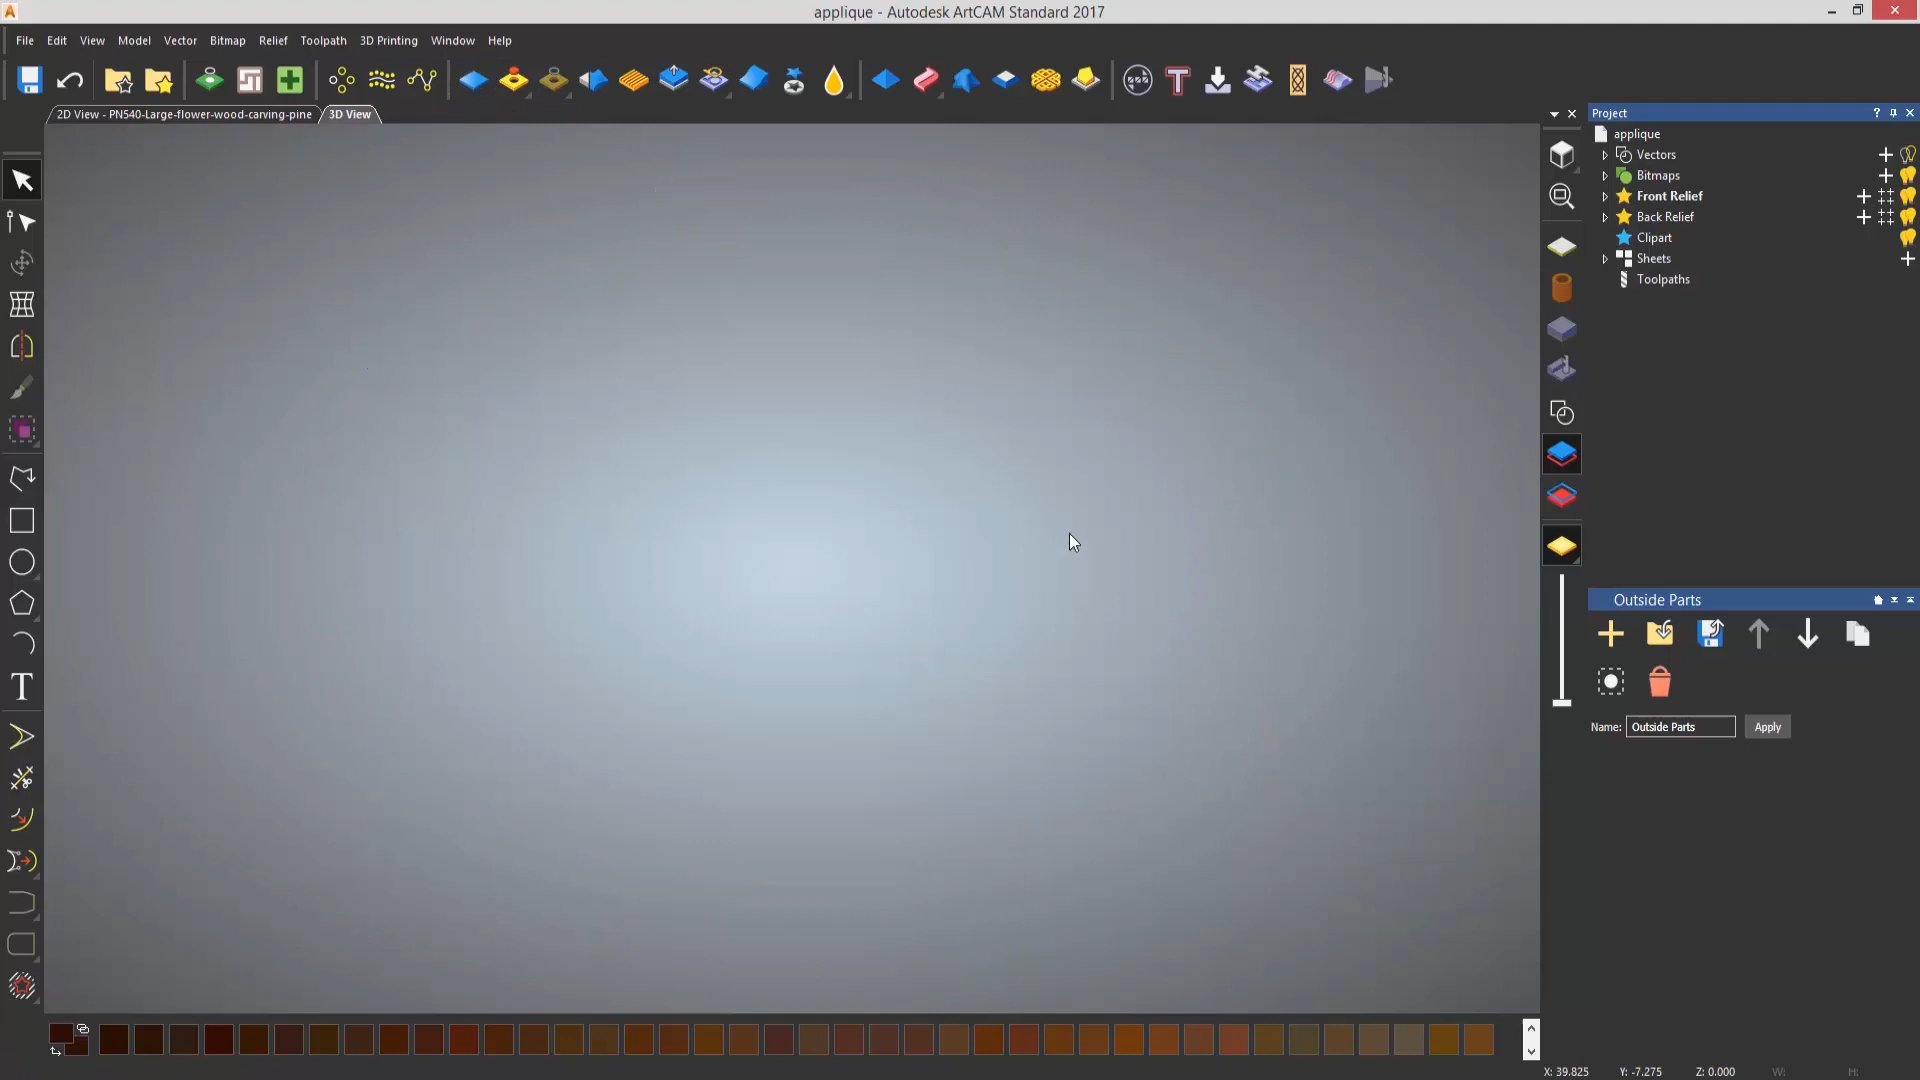 applique - Autodesk ArtCAM Standard 2017
File Edit View Model Vector Bitmap Relief Toolpath 3D Printing Window Help
2D View - PN540-Large-flower-wood-carving-pine 3D View
Project
applique
Vectors
Bitmaps
Front Relief
Back Relief
Clipart
Sheets
Toolpaths
Outside Parts
Name: Outside Parts Apply
X: 39.825 Y: -7.275 Z: 0.000 W: H: